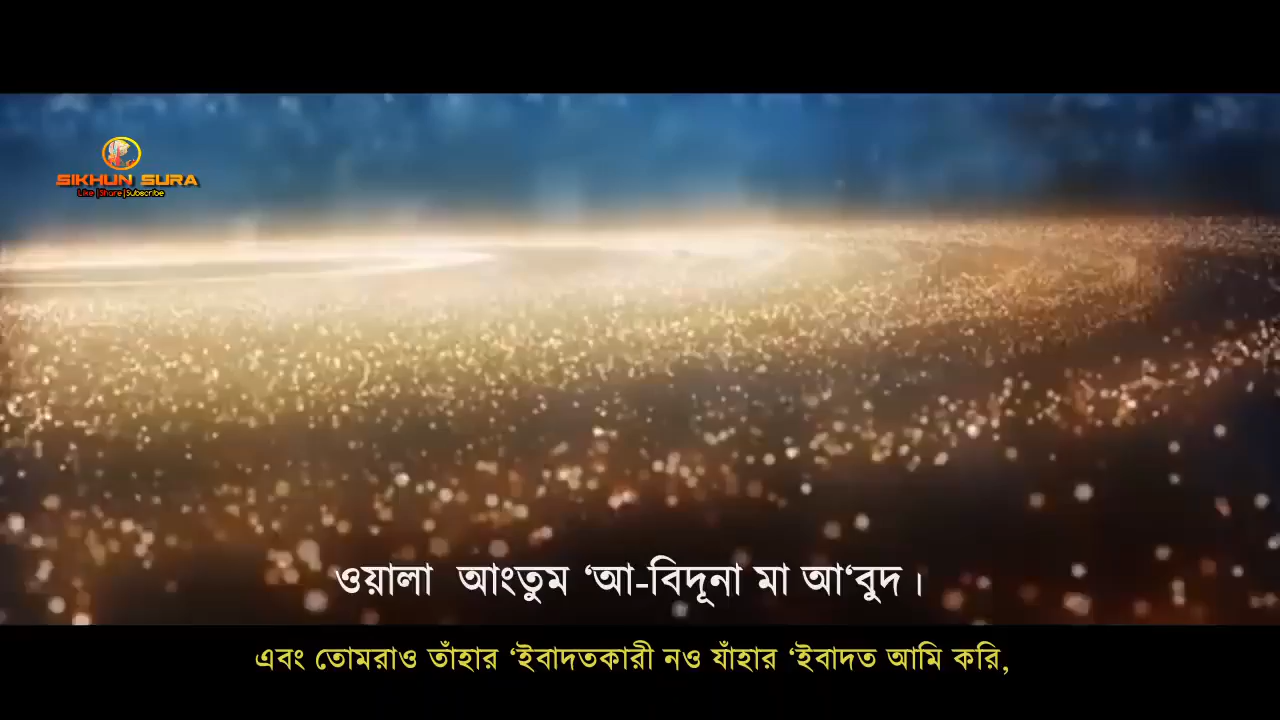 SIKHUN SURA
Like |Share|Subscribe
ওয়ালা আংতুম ‘আ-বিদূনা মা আ‘বুদ।
এবং তোমরাও তাঁহার ‘ইবাদতকারী নও যাঁহার ‘ইবাদত আমি করি,